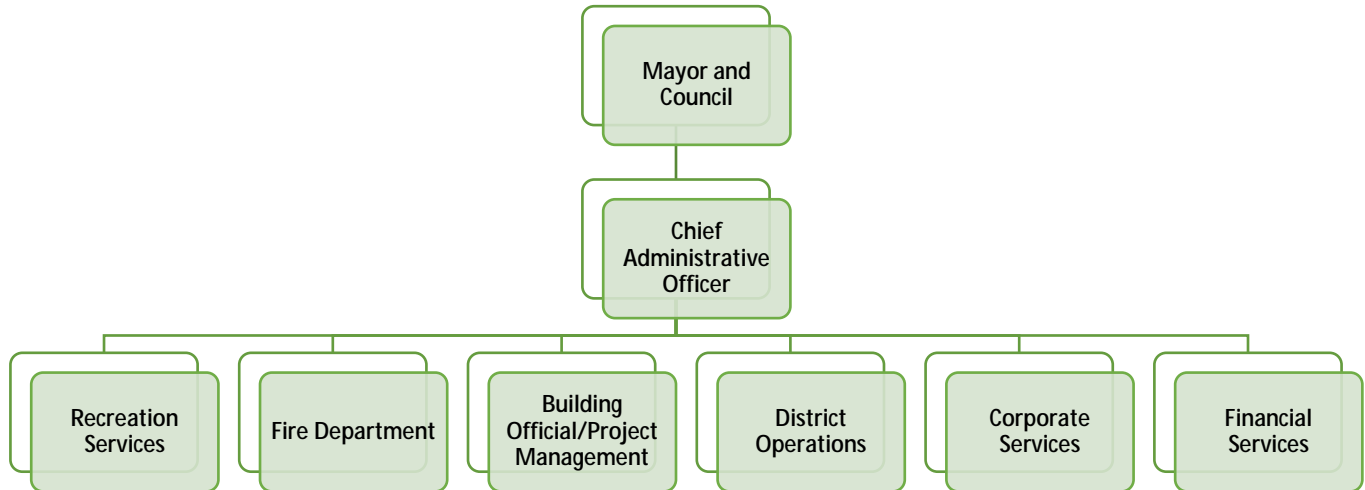 Mayor and
Council
Chief
Administrative
Officer
Recreation
Services
Fire Department
Building
Official/Project
Management
District
Operations
Corporate
Services
Financial
Services